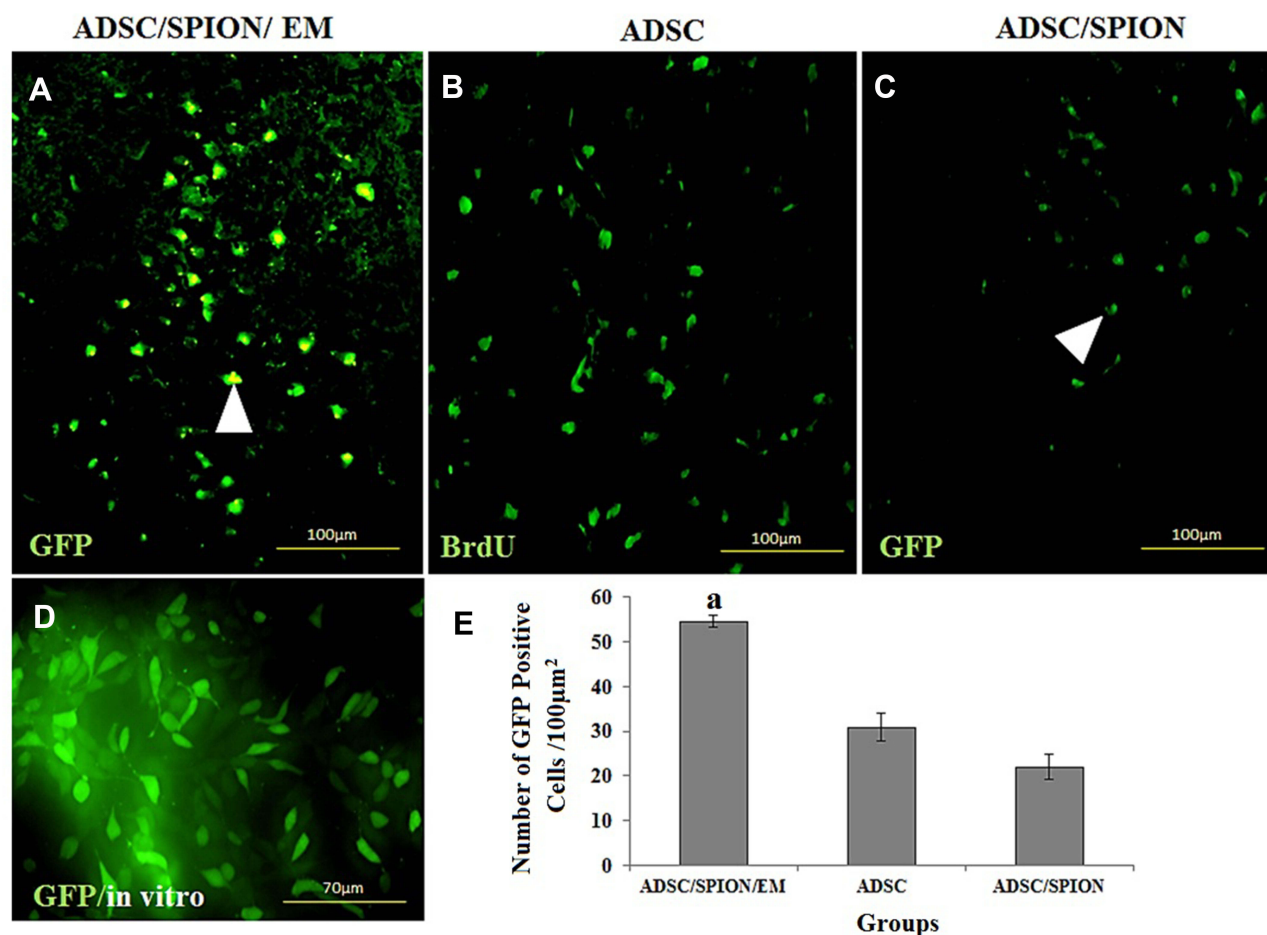 ADSC/SPION/ EM
ADSC
ADSC/SPION
A
B
C
GFP
100µm
BrdU
100µm
GFP
100µm
D
GFP/in vitro
70µm
E
Number of GFP Positive
Cells /100µm²
60
50
40
30
20
10
0
a
ADSC/SPION/EM
ADSC
ADSC/SPION
Groups